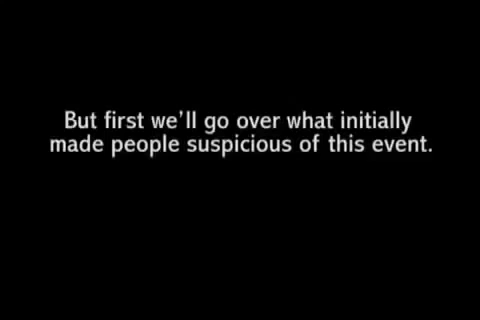 But first we'll go over what initially
made people suspicious of this event.